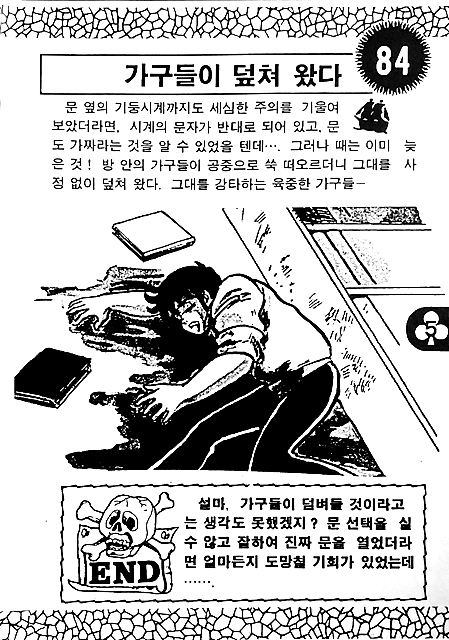 84
가구들이 덮쳐 왔다
문 옆의 기둥시계까지도 세심한 주의를 기울여
보았더라면, 시계의 문자가 반대로 되어 있고, 문
도 가짜라는 것을 알 수 있었을 텐데…. 그러나 때는 이미 늦
은 것! 방 안의 가구들이 공중으로 쑥 떠오르더니 그대를 사
정 없이 덮쳐 왔다. 그대를 강타하는 육중한 가구들—
5
설마, 가구들이 덤벼들 것이라고
는 생각도 못했겠지? 문 선택을 실
수 않고 잘하여 진짜 문을 열었더라
면 얼마든지 도망칠 기회가 있었는데
…….
END